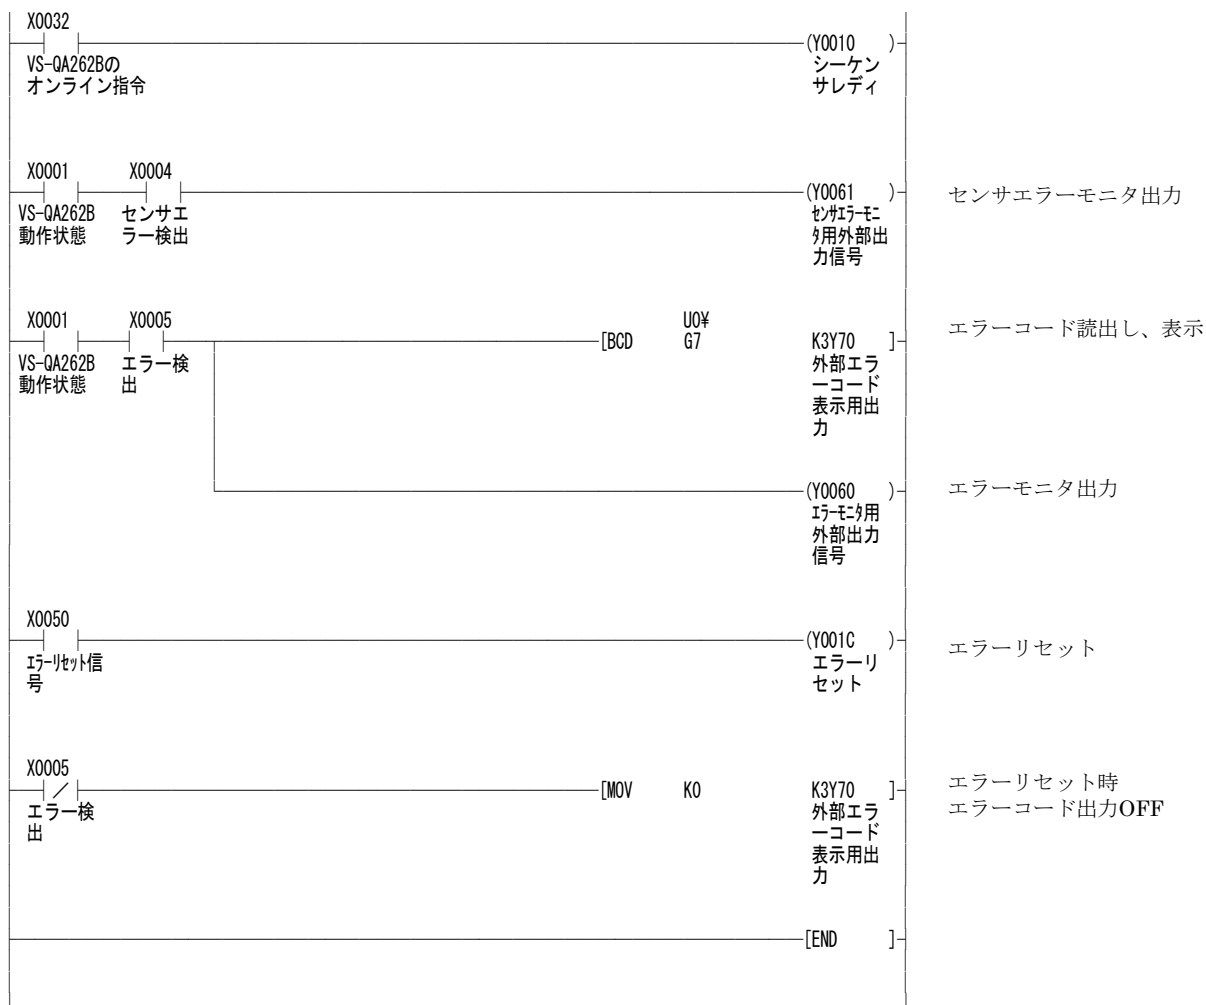 X0032
(Y0010 )
VS-QA262Bの
オンライン指令
シーケン
サレディ
X0001 X0004
(Y0061 )
センサエラーモニタ出力
VS-QA262B
動作状態
センサエ
ラー検出
ｾﾝｻｴﾗｰﾓﾆ
ﾀ用外部出
力信号
X0001 X0005
[BCD U0¥
G7 K3Y70 ]
エラーコード読出し、表示
VS-QA262B
動作状態
エラー検
出
外部エラ
ーコード
表示用出
力
(Y0060 )
エラーモニタ出力
ｴﾗｰﾓﾆﾀ用
外部出力
信号
X0050
(Y001C )
エラーリセット
ｴﾗｰﾘｾｯﾄ信
号
エラーリ
セット
X0005
[MOV K0 K3Y70 ]
エラーリセット時
エラーコード出力OFF
エラー検
出
外部エラ
ーコード
表示用出
力
[END ]